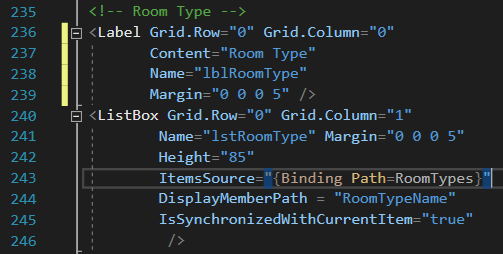 235 <!-- Room Type -->
236 <Label Grid.Row="0" Grid.Column="0"
237 Content="Room Type"
238 Name="lblRoomType"
239 Margin="0 0 0 5" />
240 <ListBox Grid.Row="0" Grid.Column="1"
241 Name="lstRoomType" Margin="0 0 0 5"
242 Height="85"
243 ItemsSource="{Binding Path=RoomTypes}"
244 DisplayMemberPath = "RoomTypeName"
245 IsSynchronizedWithCurrentItem="true"
246 />